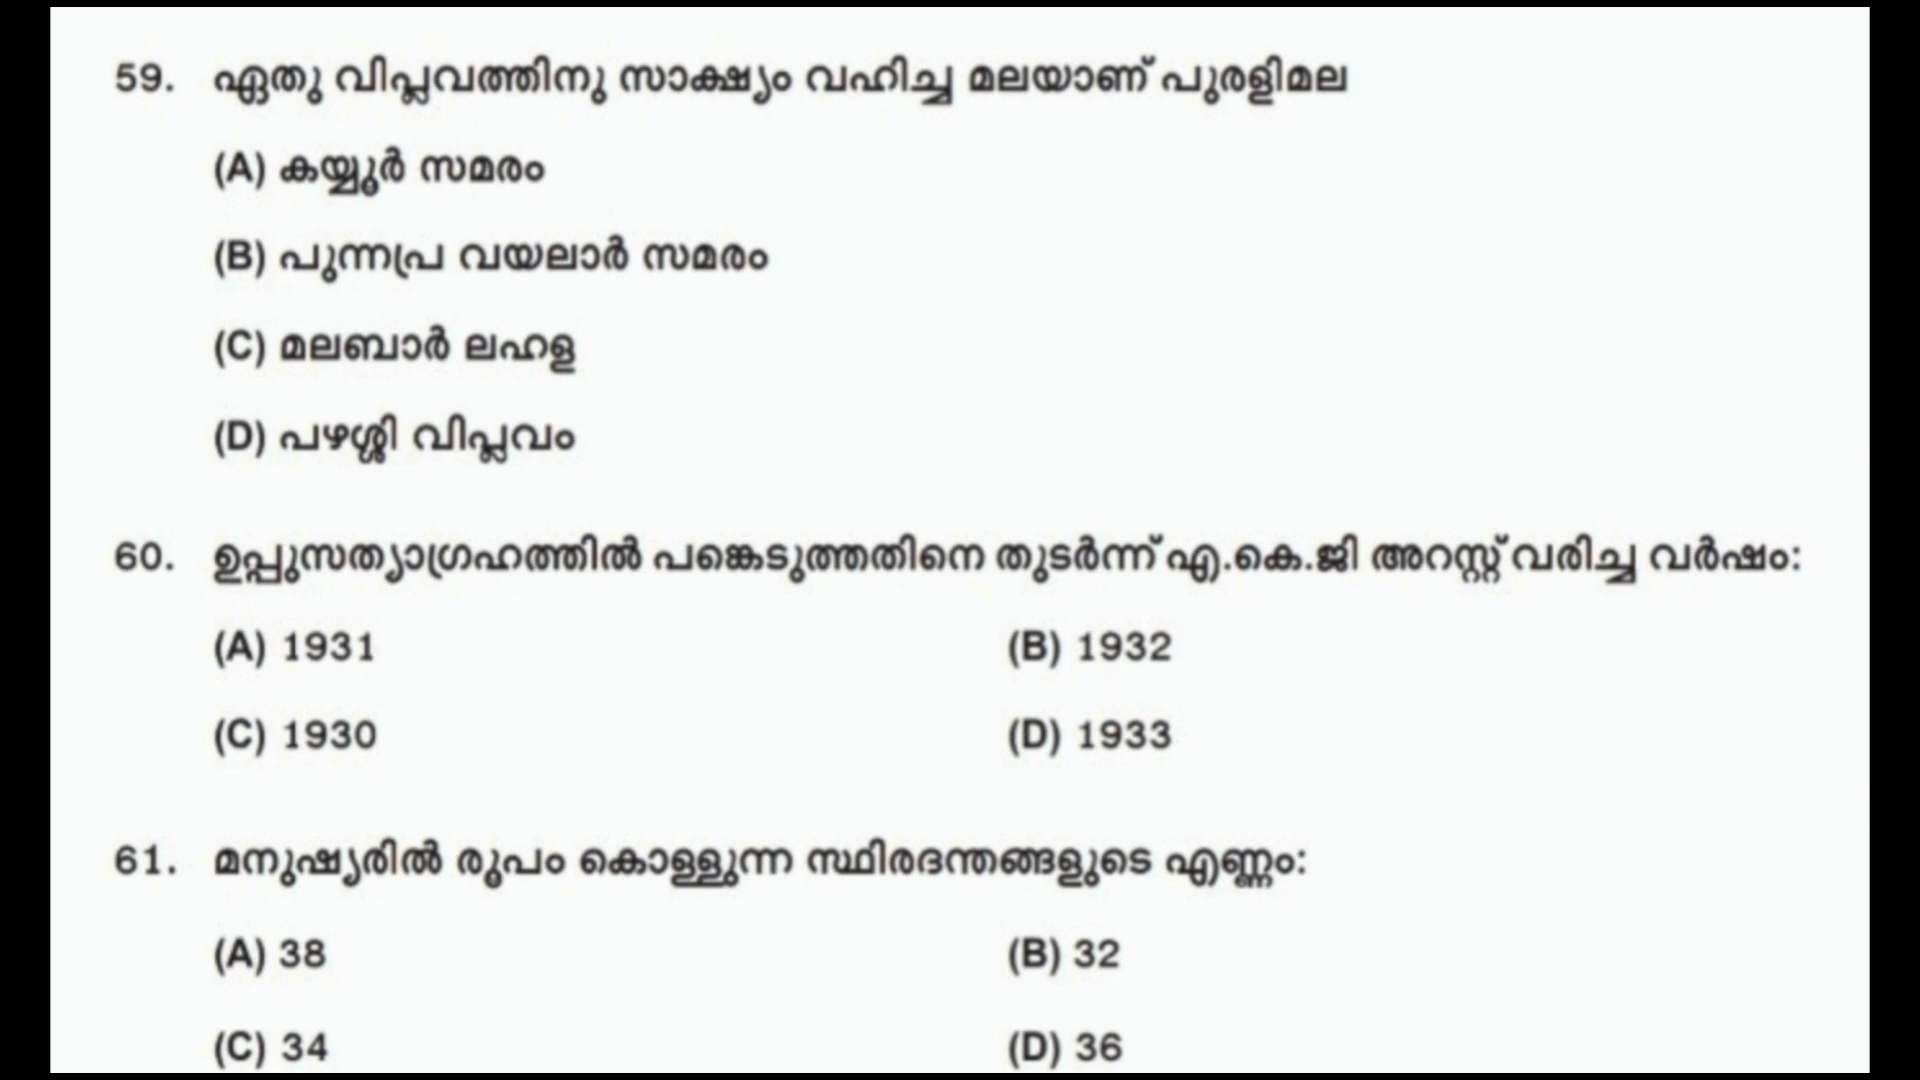 59. ഏതു വിപ്ലവത്തിനു സാക്ഷ്യം വഹിച്ച മലയാണ് പുരളിമല
(A) കയ്യൂർ സമരം
(B) പുന്നപ്ര വയലാർ സമരം
(C) മലബാർ ലഹള
(D) പഴശ്ശി വിപ്ലവം
60. ഉപ്പുസത്യാഗ്രഹത്തിൽ പങ്കെടുത്തതിനെ തുടർന്ന് എ.കെ.ജി അറസ്റ്റ് വരിച്ച വർഷം:
(A) 1931 (B) 1932
(C) 1930 (D) 1933
61. മനുഷ്യരിൽ രൂപം കൊള്ളുന്ന സ്ഥിരദന്തങ്ങളുടെ എണ്ണം:
(A) 38 (B) 32
(C) 34 (D) 36